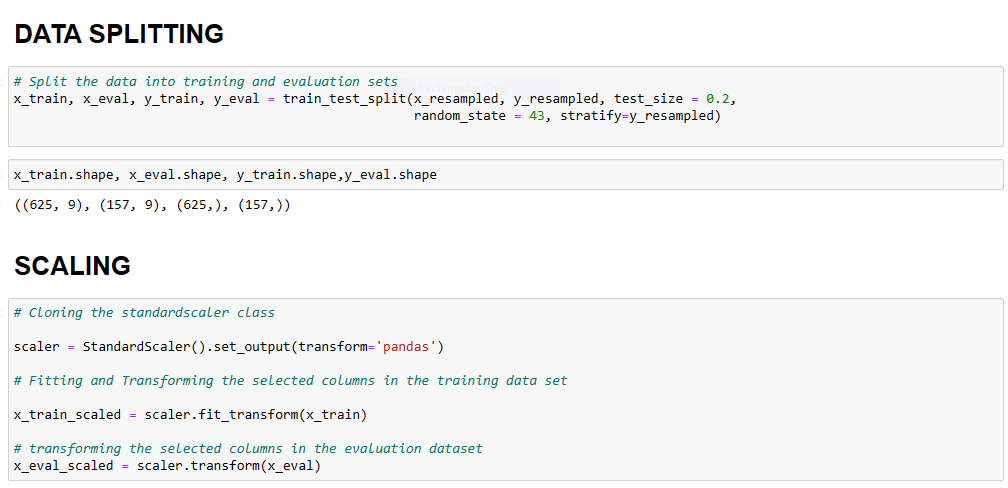 DATA SPLITTING
# Split the data into training and evaluation sets
x_train, x_eval, y_train, y_eval = train_test_split(x_resampled, y_resampled, test_size = 0.2,
random_state = 43, stratify=y_resampled)
x_train.shape, x_eval.shape, y_train.shape,y_eval.shape
((625, 9), (157, 9), (625,), (157,))
SCALING
# Cloning the standardscaler class
scaler = StandardScaler().set_output(transform='pandas')
# Fitting and Transforming the selected columns in the training data set
x_train_scaled = scaler.fit_transform(x_train)
# transforming the selected columns in the evaluation dataset
x_eval_scaled = scaler.transform(x_eval)